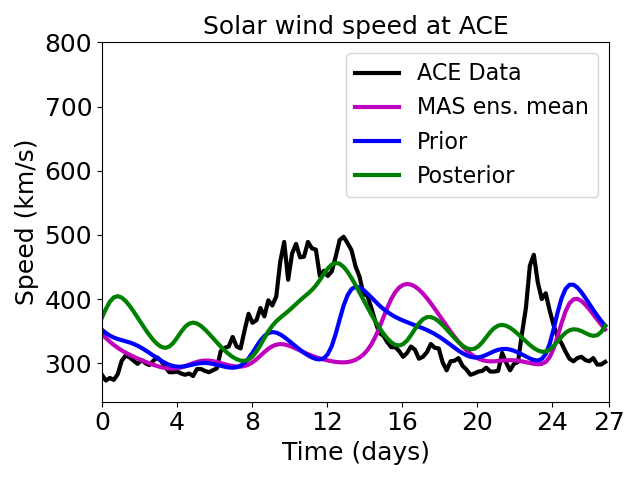 Solar wind speed at ACE
800
700
600
500
400
300
Speed (km/s)
ACE Data
MAS ens. mean
Prior
Posterior
0 4 8 12 16 20 24 27
Time (days)